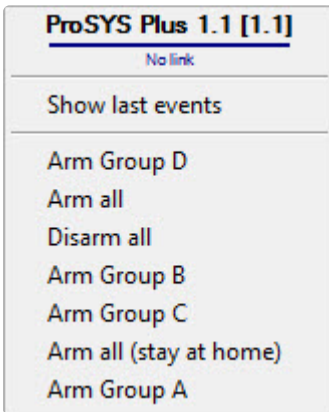 ProSYS Plus 1.1 [1.1]
No link
Show last events
Arm Group D
Arm all
Disarm all
Arm Group B
Arm Group C
Arm all (stay at home)
Arm Group A